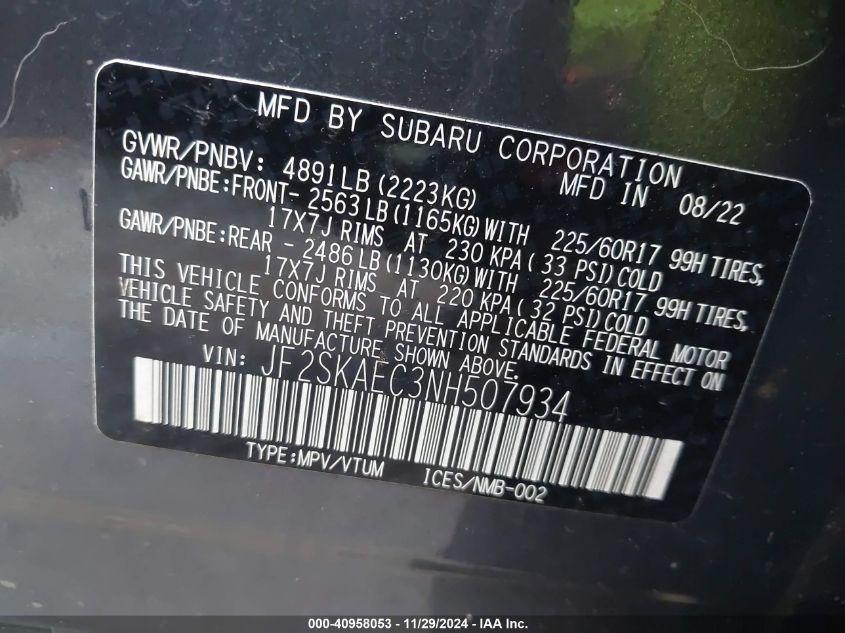 MFD BY SUBARU CORPORATION
GVWR/PNBV: 4891LB (2223KG) MFD IN 08/22
GAWR/PNBE:FRONT- 2563LB(1165KG)WITH 225/60R17 99H TIRES,
17X7J RIMS AT 230 KPA( 33 PSI)COLD
GAWR/PNBE:REAR - 2486LB(1130KG)WITH 225/60R17 99H TIRES,
17X7J RIMS AT 220 KPA( 32 PSI)COLD
THIS VEHICLE CONFORMS TO ALL APPLICABLE FEDERAL MOTOR
VEHICLE SAFETY AND THEFT PREVENTION STANDARDS IN EFFECT ON
THE DATE OF MANUFACTURE SHOWN ABOVE.
VIN: JF2SKAEC3NH507934
TYPE:MPV/VTUM ICES/NMB-002
000-40958053 - 11/29/2024 - IAA Inc.